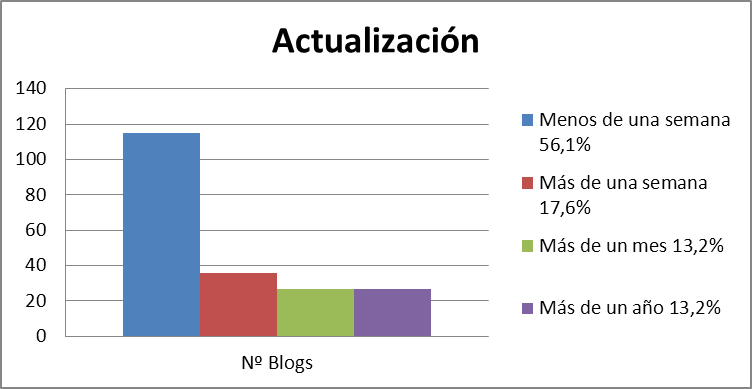 Actualización
140
120
100
80
60
40
20
0
Nº Blogs
Menos de una semana
56,1%
Más de una semana
17,6%
Más de un mes 13,2%
Más de un año 13,2%